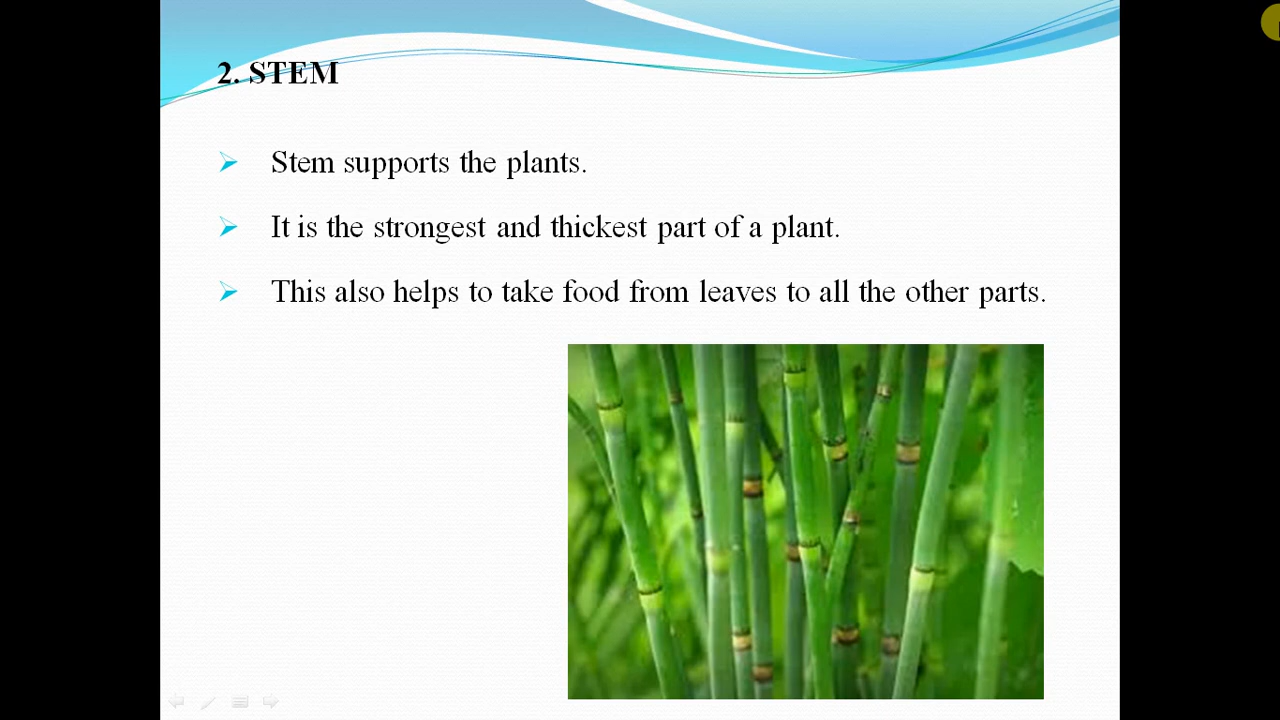 2. STEM
Stem supports the plants.
It is the strongest and thickest part of a plant.
This also helps to take food from leaves to all the other parts.